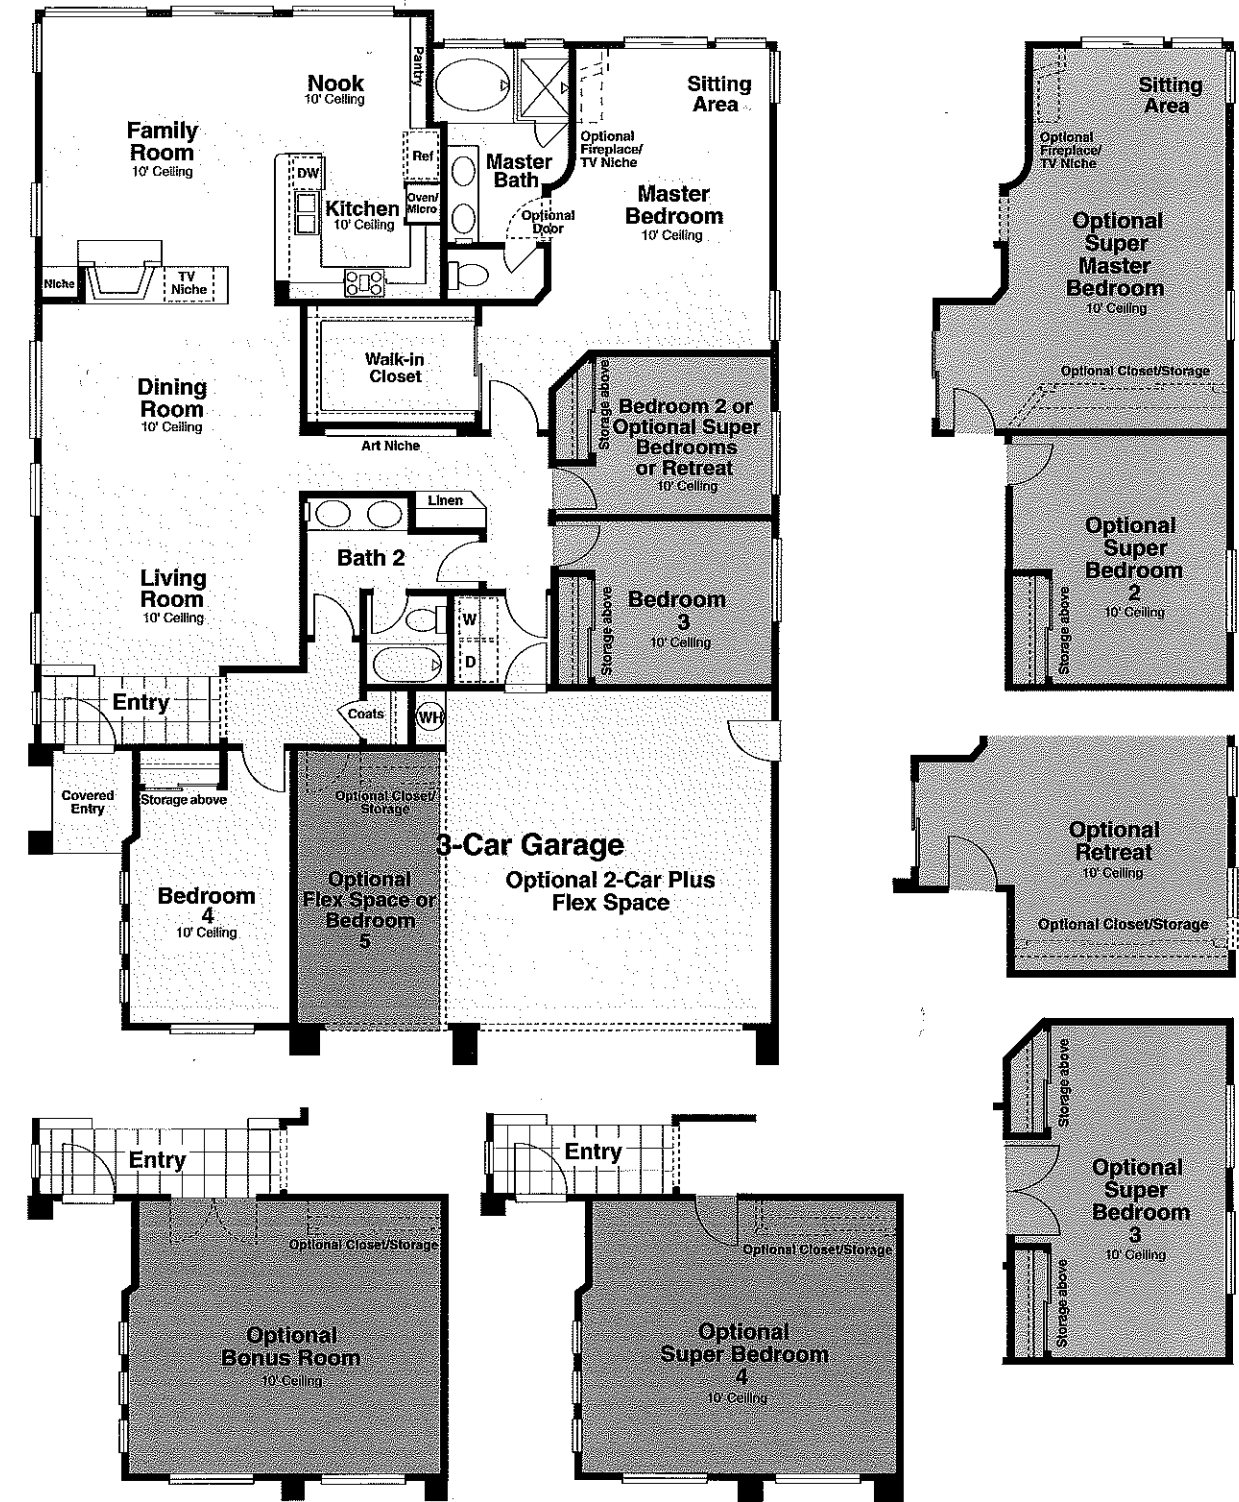 Pantry
Nook
10' Ceiling
Sitting
Area
Family
Room
10' Ceiling
Optional
Fireplace/
TV Niche
Ref
DW
Master
Bath
Oven/
Micro
Kitchen
10' Ceiling
Optional
Door
Master
Bedroom
10' Ceiling
Niche
TV
Niche
Walk-in
Closet
Dining
Room
10' Ceiling
Art Niche
Storage above
Bedroom 2 or
Optional Super
Bedrooms
or Retreat
10' Ceiling
Linen
Bath 2
Living
Room
10' Ceiling
W
D
Storage above
Bedroom
3
10' Ceiling
Entry
Coats
WH
Covered
Entry
Storage above
Optional Closet/
Storage
3-Car Garage
Optional 2-Car Plus
Flex Space
Optional
Flex Space or
Bedroom
5
Bedroom
4
10' Ceiling
Sitting
Area
Optional
Fireplace/
TV Niche
Optional
Super
Master
Bedroom
10' Ceiling
Optional Closet/Storage
Optional
Super
Bedroom
2
10' Ceiling
Storage above
Optional
Retreat
10' Ceiling
Optional Closet/Storage
Storage above
Optional
Super
Bedroom
3
10' Ceiling
Storage above
Entry
Optional Closet/Storage
Optional
Bonus Room
10' Ceiling
Entry
Optional Closet/Storage
Optional
Super Bedroom
4
10' Ceiling